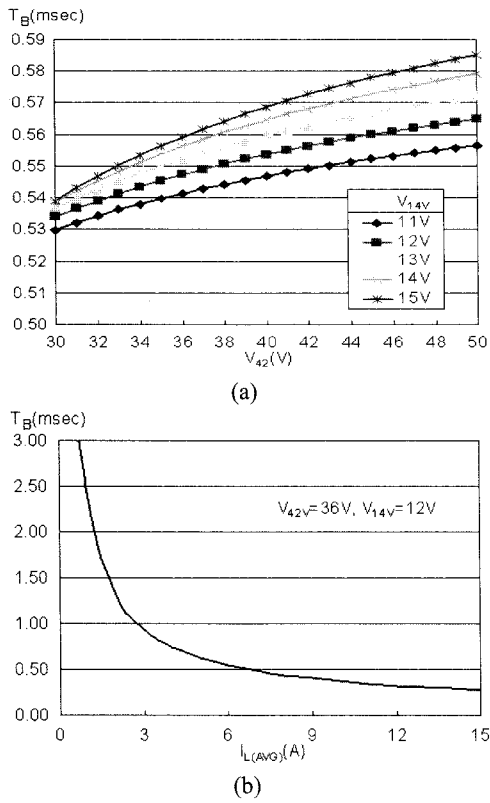 T_B(msec)
0.59
0.58
0.57
0.56
0.55
0.54
0.53
0.52
0.51
0.50
V_14V
11V
12V
13V
14V
15V
30 32 34 36 38 40 42 44 46 48 50
V_42(V)
(a)
T_B(msec)
3.00
2.50
2.00
1.50
1.00
0.50
0.00
V_42V=36V, V_14V=12V
0 3 6 9 12 15
I_L(AVG)(A)
(b)